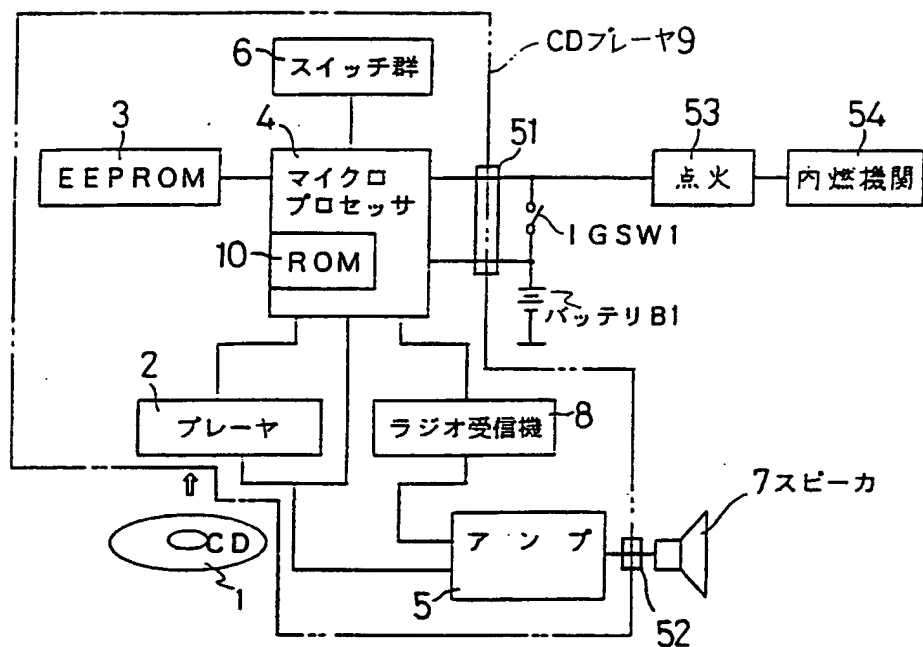 CDプレーヤ9
6
スイッチ群
3
EEPROM
4
マイクロ
プロセッサ
10
ROM
51
53
点火
54
内燃機関
IGSW1
バッテリB1
2
プレーヤ
ラジオ受信機
8
CD
1
アンプ
5
7スピーカ
52